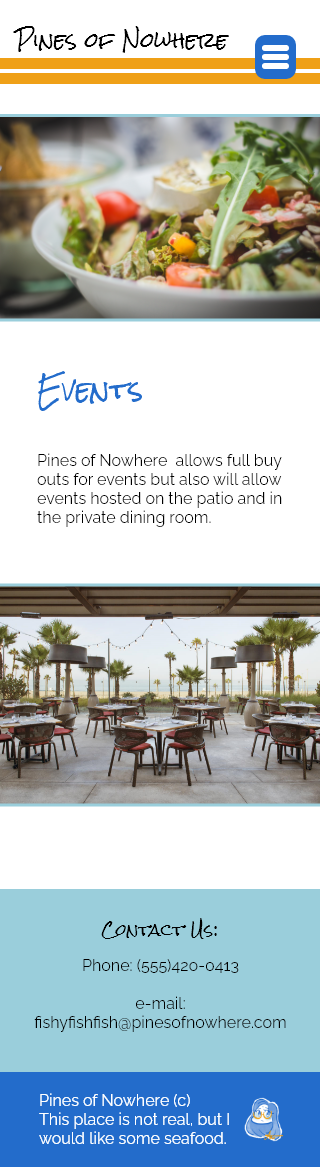 Pines of Nowhere
Events
Pines of Nowhere  allows full buy
outs for events but also will allow
events hosted on the patio and in
the private dining room.
Contact Us:
Phone: (555)420-0413
e-mail:
fishyfishfish@pinesofnowhere.com
Pines of Nowhere (c)
This place is not real, but I
would like some seafood.